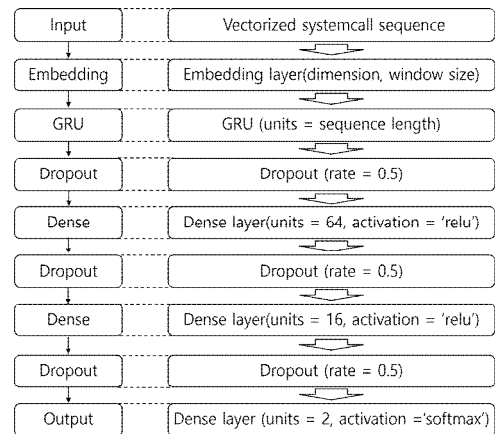 Input Vectorized systemcall sequence
Embedding Embedding layer(dimension, window size)
GRU GRU (units = sequence length)
Dropout Dropout (rate = 0.5)
Dense Dense layer(units = 64, activation = 'relu')
Dropout Dropout (rate = 0.5)
Dense Dense layer(units = 16, activation = 'relu')
Dropout Dropout (rate = 0.5)
Output Dense layer (units = 2, activation ='softmax')